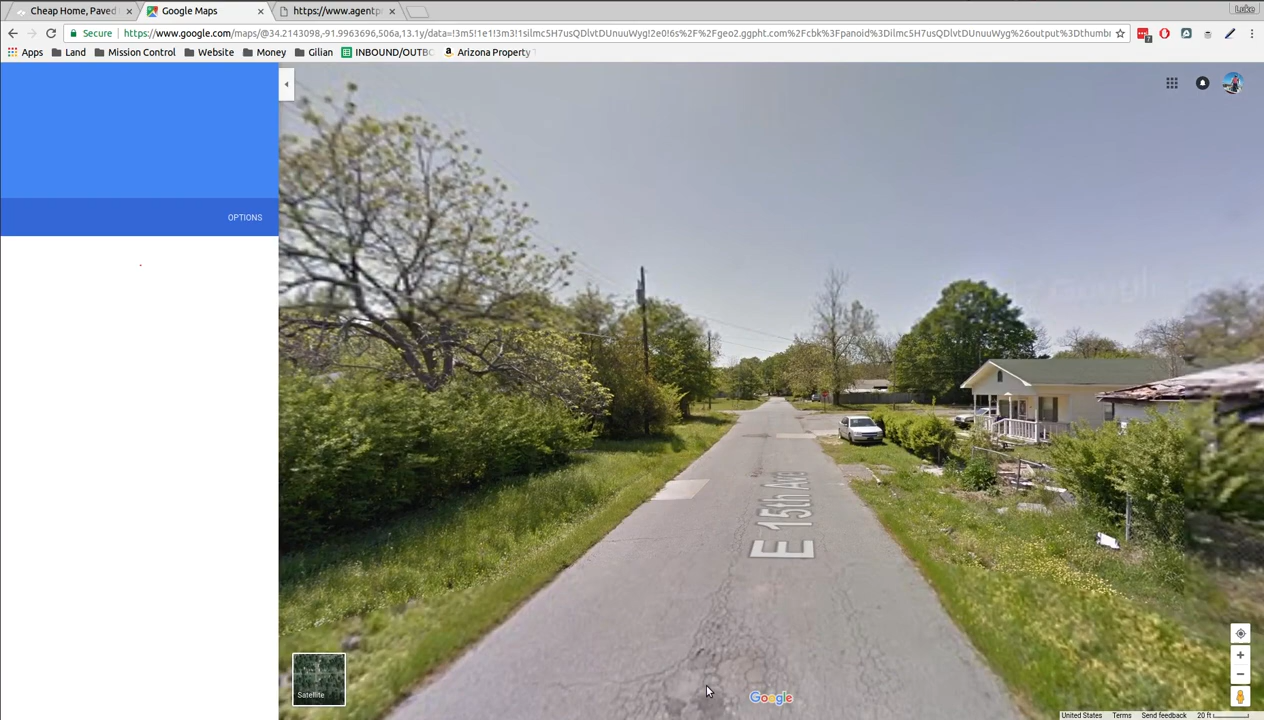 Luke
Cheap Home, Paved
Google Maps
https://www.agentp
Secure
https://www.google.com/maps/@34.2143098,-91.9963696,506a,13.1y/data=!3m5!1e1!3m3!1silmc5H7usQDlvtDUnuuWyg!2e0!6s%2F%2Fgeo2.ggpht.com%2Fcbk%3Fpanoid%3Dilmc5H7usQDlvtDUnuuWyg%26output%3Dthumb
Apps
Land
Mission Control
Website
Money
Gilian
INBOUND/OUTBO
Arizona Property
OPTIONS
E 15th Ave
Satellite
Google
United States
Terms
Send feedback
20 ft